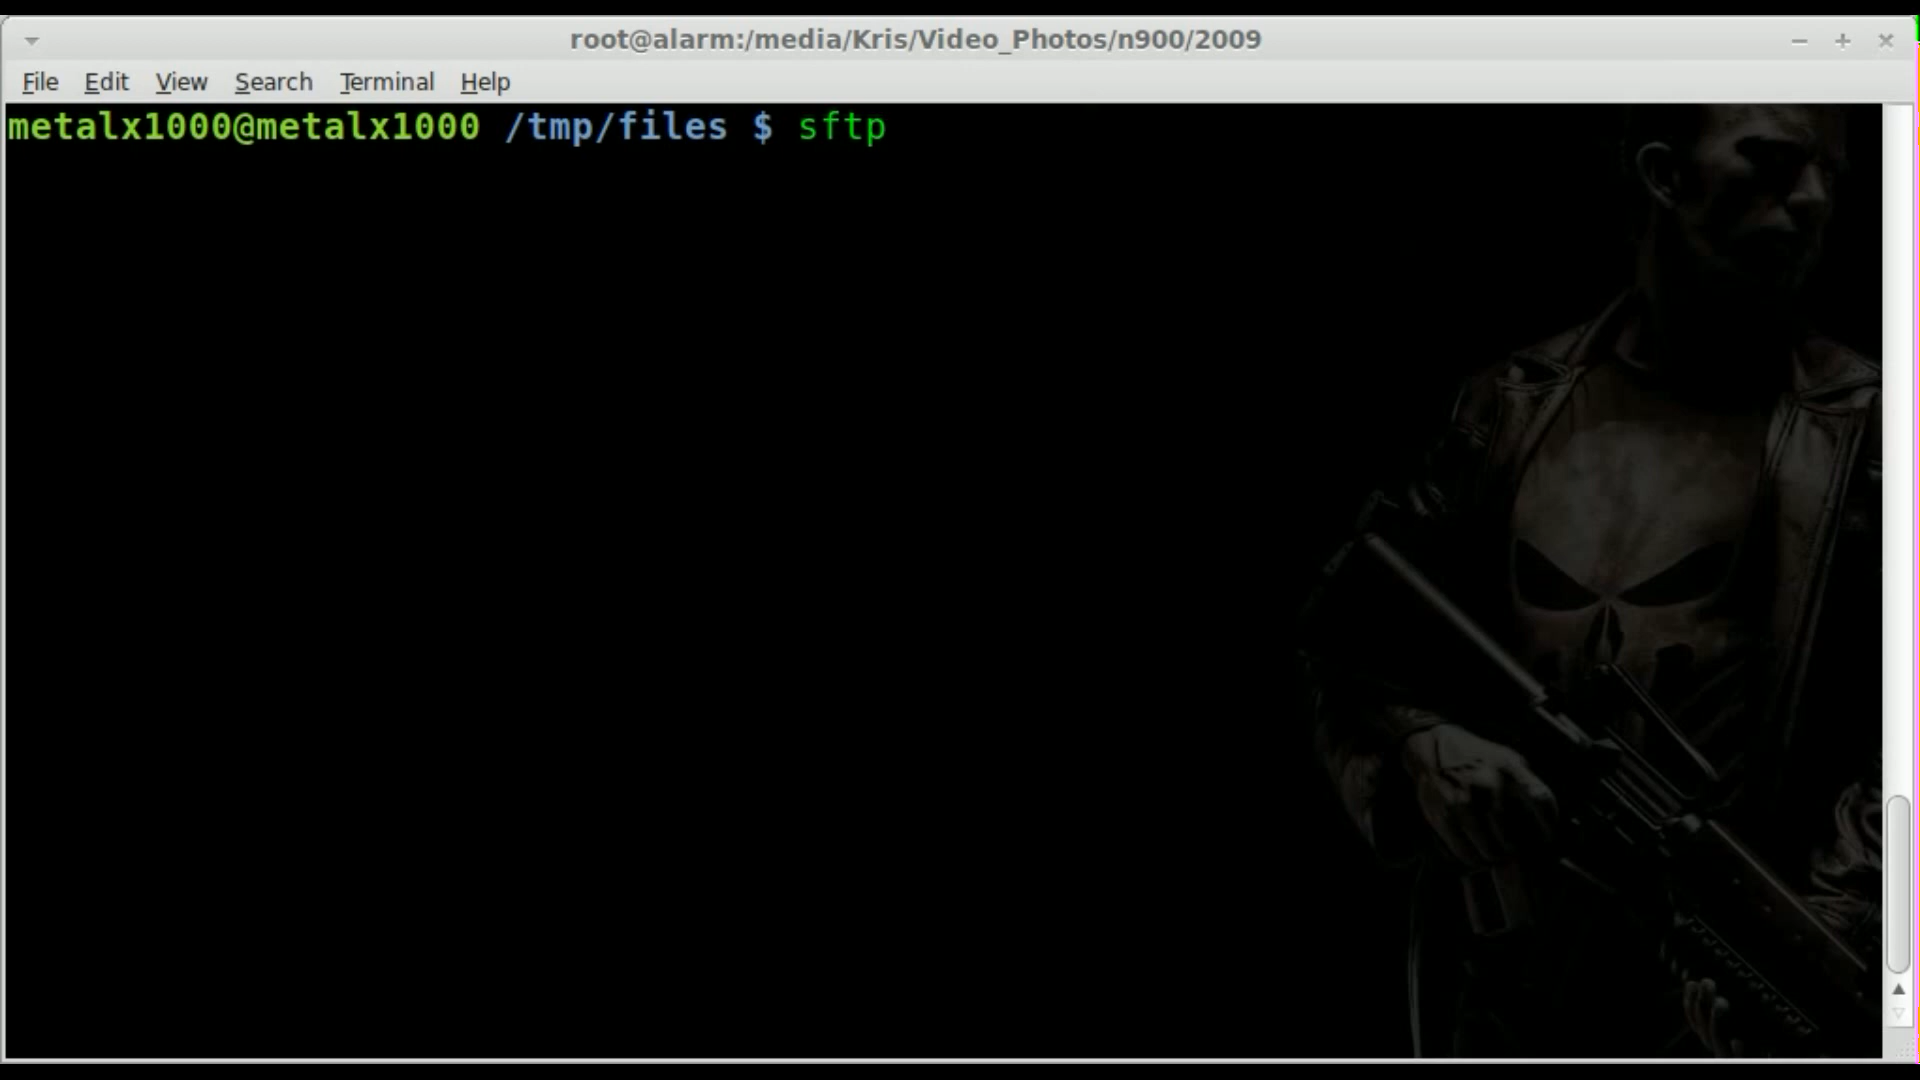 root@alarm:/media/Kris/Video_Photos/n900/2009
File Edit View Search Terminal Help
metalx1000@metalx1000 /tmp/files $ sftp